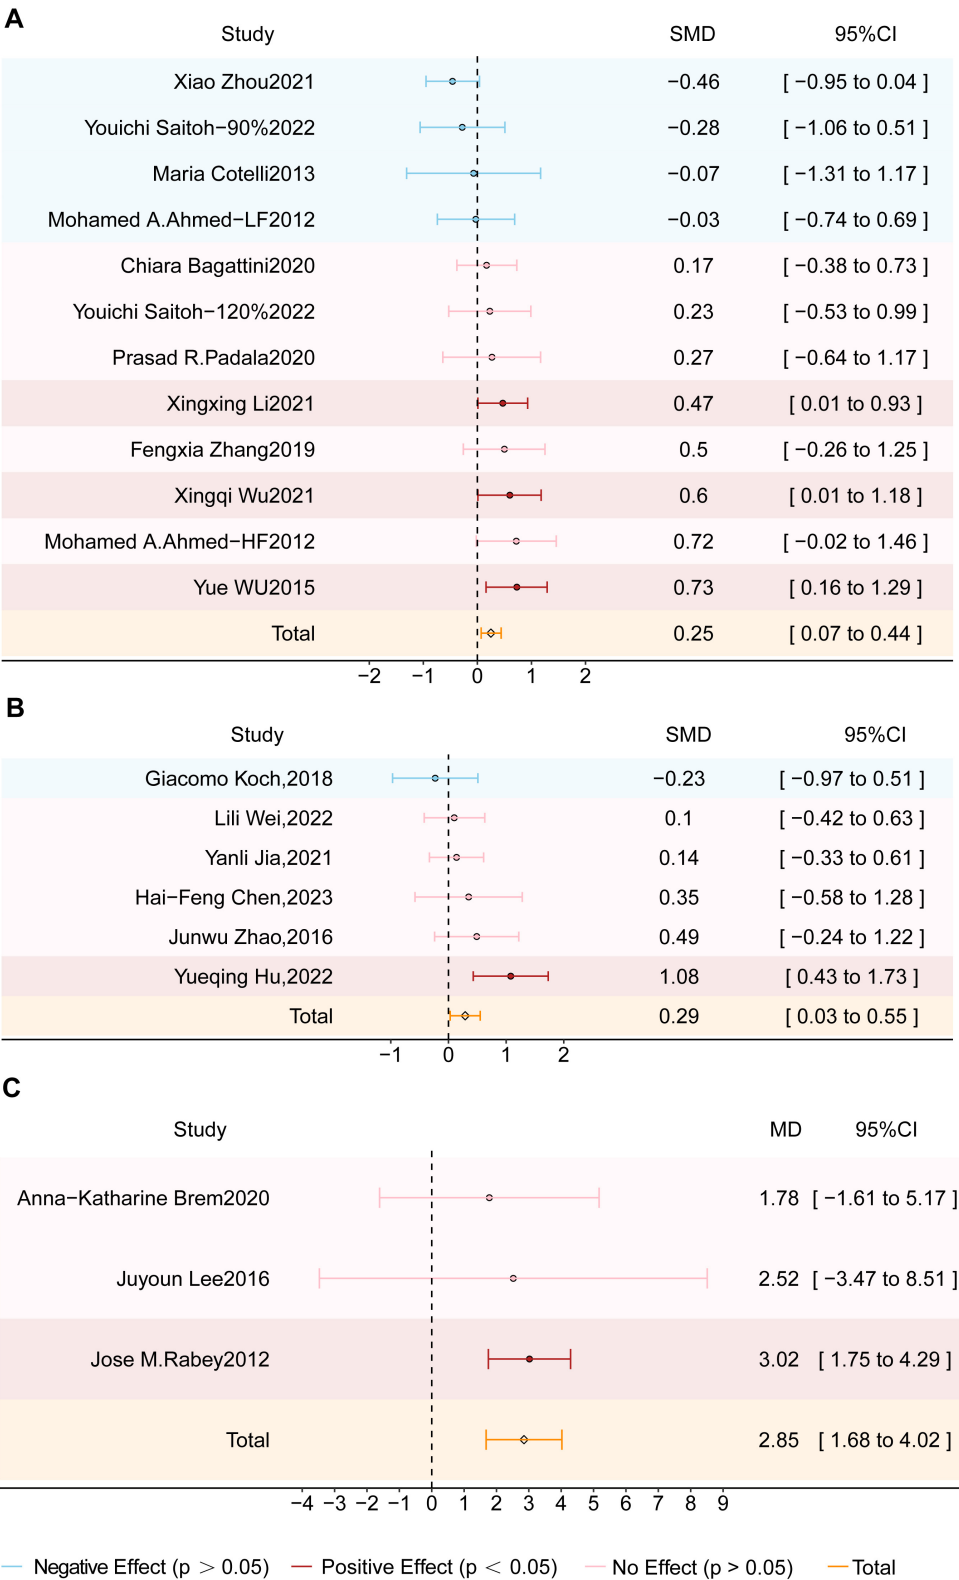 A
Study SMD 95%CI
Xiao Zhou2021 −0.46 [ −0.95 to 0.04 ]
Youichi Saitoh−90%2022 −0.28 [ −1.06 to 0.51 ]
Maria Cotelli2013 −0.07 [ −1.31 to 1.17 ]
Mohamed A.Ahmed−LF2012 −0.03 [ −0.74 to 0.69 ]
Chiara Bagattini2020 0.17 [ −0.38 to 0.73 ]
Youichi Saitoh−120%2022 0.23 [ −0.53 to 0.99 ]
Prasad R.Padala2020 0.27 [ −0.64 to 1.17 ]
Xingxing Li2021 0.47 [ 0.01 to 0.93 ]
Fengxia Zhang2019 0.5 [ −0.26 to 1.25 ]
Xingqi Wu2021 0.6 [ 0.01 to 1.18 ]
Mohamed A.Ahmed−HF2012 0.72 [ −0.02 to 1.46 ]
Yue WU2015 0.73 [ 0.16 to 1.29 ]
Total 0.25 [ 0.07 to 0.44 ]
−2 −1 0 1 2
B
Study SMD 95%CI
Giacomo Koch,2018 −0.23 [ −0.97 to 0.51 ]
Lili Wei,2022 0.1 [ −0.42 to 0.63 ]
Yanli Jia,2021 0.14 [ −0.33 to 0.61 ]
Hai−Feng Chen,2023 0.35 [ −0.58 to 1.28 ]
Junwu Zhao,2016 0.49 [ −0.24 to 1.22 ]
Yueqing Hu,2022 1.08 [ 0.43 to 1.73 ]
Total 0.29 [ 0.03 to 0.55 ]
−1 0 1 2
C
Study MD 95%CI
Anna−Katharine Brem2020 1.78 [ −1.61 to 5.17 ]
Juyoun Lee2016 2.52 [ −3.47 to 8.51 ]
Jose M.Rabey2012 3.02 [ 1.75 to 4.29 ]
Total 2.85 [ 1.68 to 4.02 ]
−4 −3 −2 −1 0 1 2 3 4 5 6 7 8 9
Negative Effect (p > 0.05) Positive Effect (p < 0.05) No Effect (p > 0.05) Total